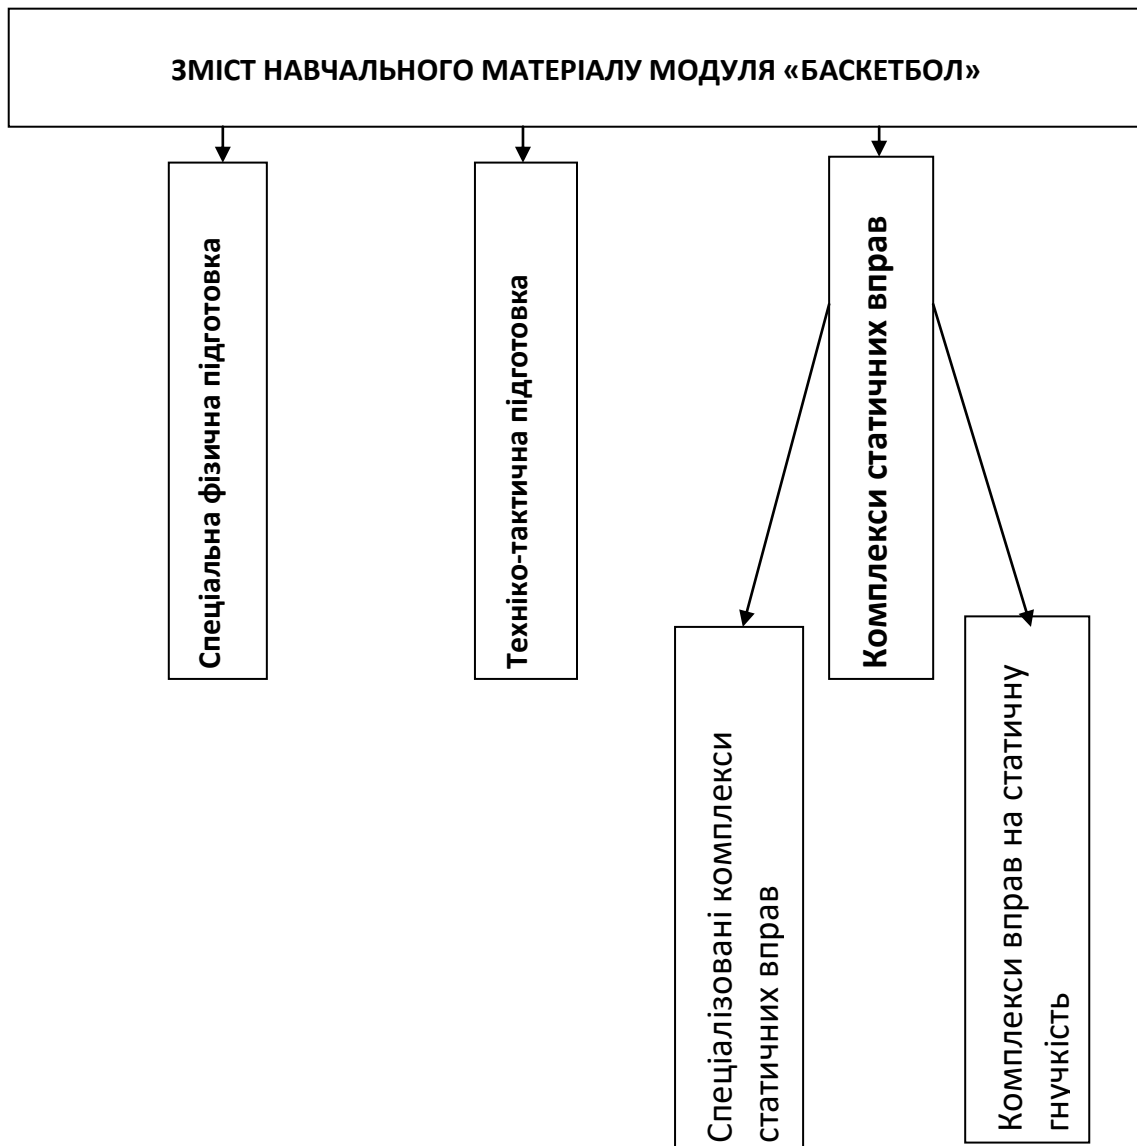 ЗМІСТ НАВЧАЛЬНОГО МАТЕРІАЛУ МОДУЛЯ «БАСКЕТБОЛ»
Спеціальна фізична підготовка
Техніко-тактична підготовка
Комплекси статичних вправ
Спеціалізовані комплекси
статичних вправ
Комплекси вправ на статичну
гнучкість